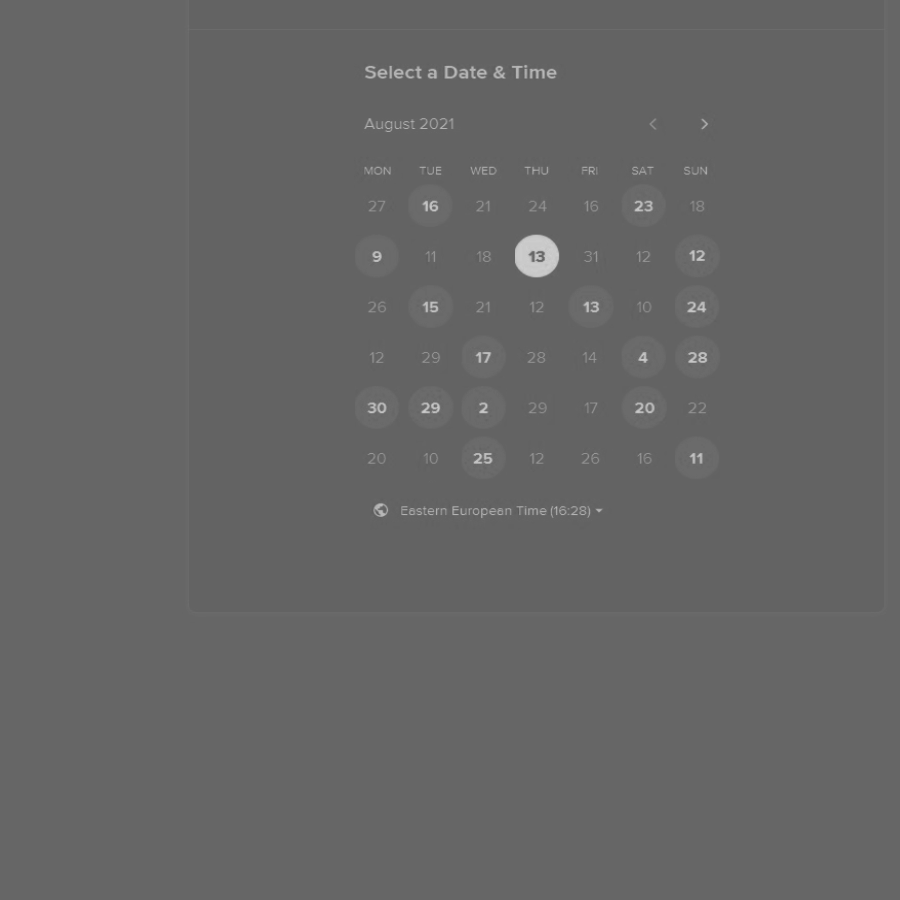 Select a Date & Time
August 2021
MON TUE WED THU FRI SAT SUN
27 16 21 24 16 23 18
9 11 18 13 31 12 12
26 15 21 12 13 10 24
12 29 17 28 14 4 28
30 29 2 29 17 20 22
20 10 25 12 26 16 11
Eastern European Time (16:28)